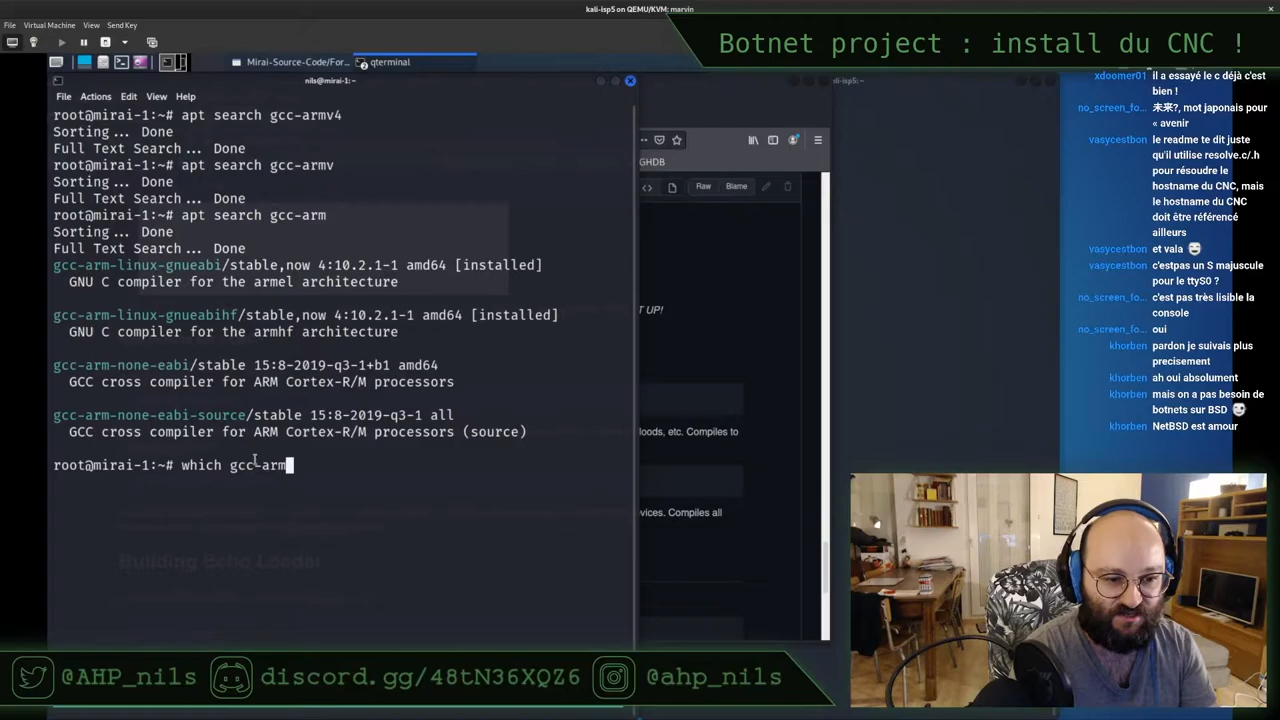 kali-isp5 on QEMU/KVM: marvin
File Virtual Machine View Send Key
Botnet project : install du CNC !
Mirai-Source-Code/For...
qterminal
nils@mirai-1: ~
File Actions Edit View Help
root@mirai-1:~# apt search gcc-armv4
Sorting... Done
Full Text Search... Done
root@mirai-1:~# apt search gcc-armv
Sorting... Done
Full Text Search... Done
root@mirai-1:~# apt search gcc-arm
Sorting... Done
Full Text Search... Done
gcc-arm-linux-gnueabi/stable,now 4:10.2.1-1 amd64 [installed]
GNU C compiler for the armel architecture
gcc-arm-linux-gnueabihf/stable,now 4:10.2.1-1 amd64 [installed]
GNU C compiler for the armhf architecture
gcc-arm-none-eabi/stable 15:8-2019-q3-1+b1 amd64
GCC cross compiler for ARM Cortex-R/M processors
gcc-arm-none-eabi-source/stable 15:8-2019-q3-1 all
GCC cross compiler for ARM Cortex-R/M processors (source)
root@mirai-1:~# which gcc-arm
Building Echo Loader
ali-isp5: ~
GHDB
Raw Blame
T UP!
loads, etc. Compiles to
vices. Compiles all
xdoomer01 il a essayé le c déjà c'est
bien !
no_screen_fo... 未来?, mot japonais pour
« avenir
vasycestbon le readme te dit juste
qu'il utilise resolve.c/.h
pour résoudre le
hostname du CNC, mais
le hostname du CNC
doit être référencé
ailleurs
vasycestbon et vala
vasycestbon c'estpas un S majuscule
pour le ttyS0 ?
no_screen_fo... c'est pas très lisible la
console
no_screen_fo... oui
khorben pardon je suivais plus
precisement
khorben ah oui absolument
khorben mais on a pas besoin de
botnets sur BSD
khorben NetBSD est amour
@AHP_nils discord.gg/48tN36XQZ6 @ahp_nils